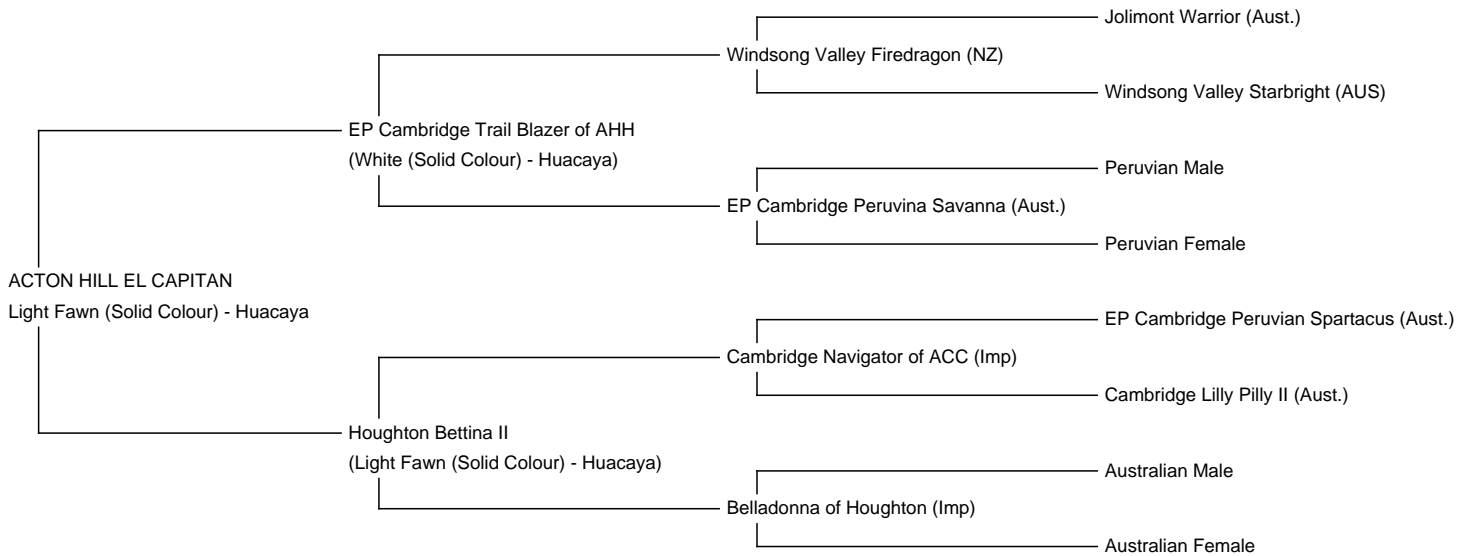 Jolimont Warrior (Aust.)
Windsong Valley Firedragon (NZ)
Windsong Valley Starbright (AUS)
EP Cambridge Trail Blazer of AHH
(White (Solid Colour) - Huacaya)
Peruvian Male
EP Cambridge Peruvina Savanna (Aust.)
Peruvian Female
ACTON HILL EL CAPITAN
Light Fawn (Solid Colour) - Huacaya
EP Cambridge Peruvian Spartacus (Aust.)
Cambridge Navigator of ACC (Imp)
Cambridge Lilly Pilly II (Aust.)
Houghton Bettina II
(Light Fawn (Solid Colour) - Huacaya)
Australian Male
Belladonna of Houghton (Imp)
Australian Female